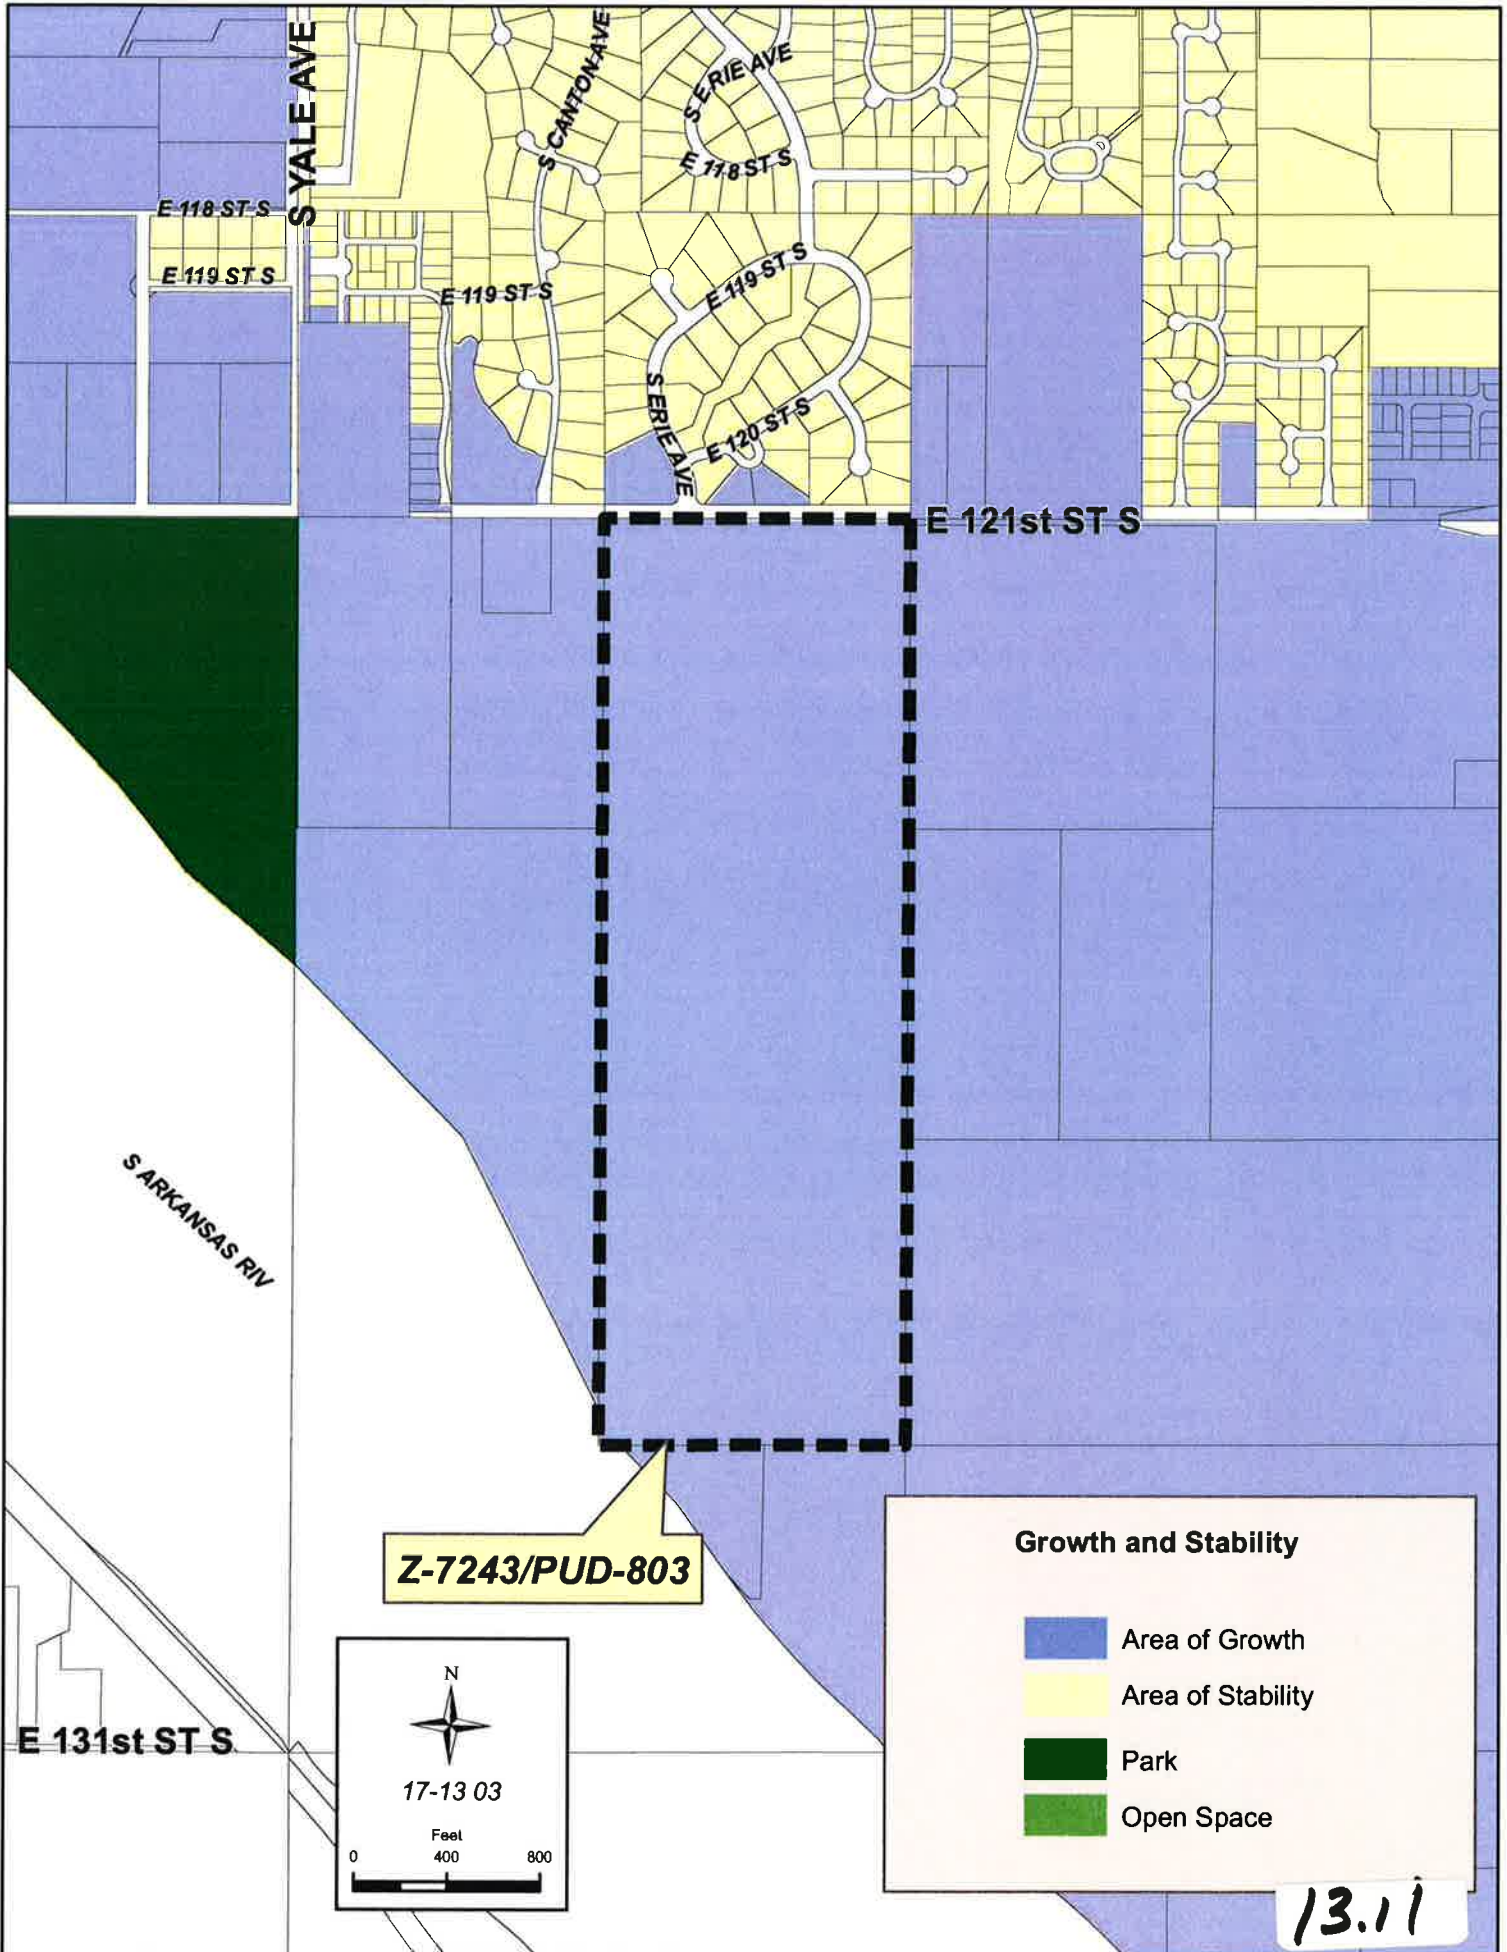 S YALE AVE
S CANTON AVE
S ERIE AVE
E 118 ST S
E 118 ST S
E 119 ST S
E 119 ST S
E 119 ST S
S ERIE AVE
E 120 ST S
E 121st ST S
S ARKANSAS RIV
Z-7243/PUD-803
E 131st ST S
N
17-13 03
Feet
0 400 800
Growth and Stability
Area of Growth
Area of Stability
Park
Open Space
13.11